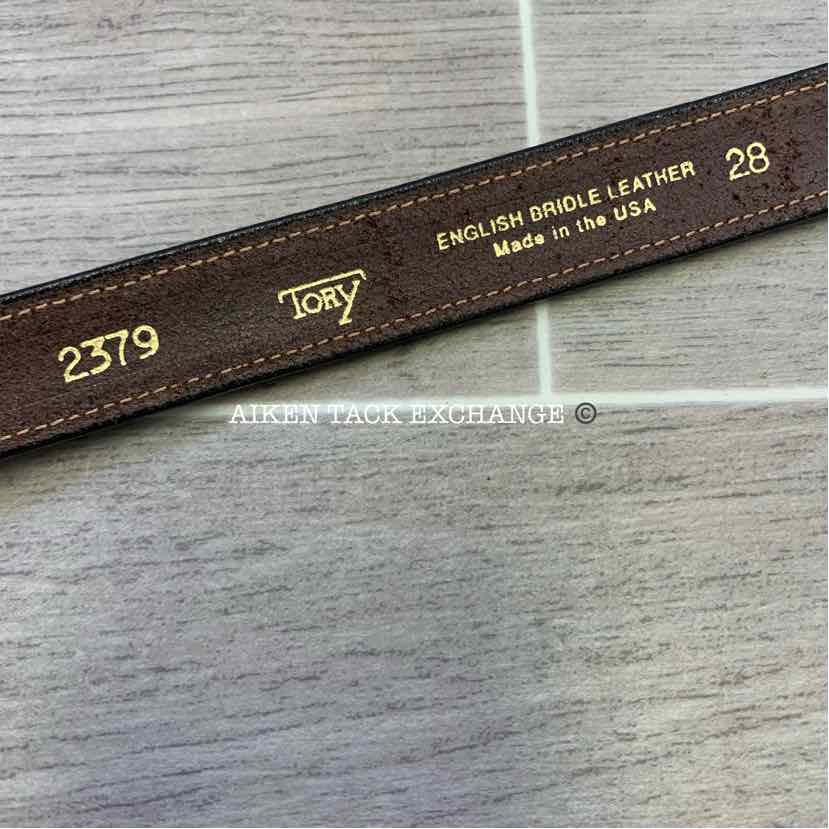 2379
TORY
ENGLISH BRIDLE LEATHER
Made in the USA
28
AIKEN TACK EXCHANGE ©